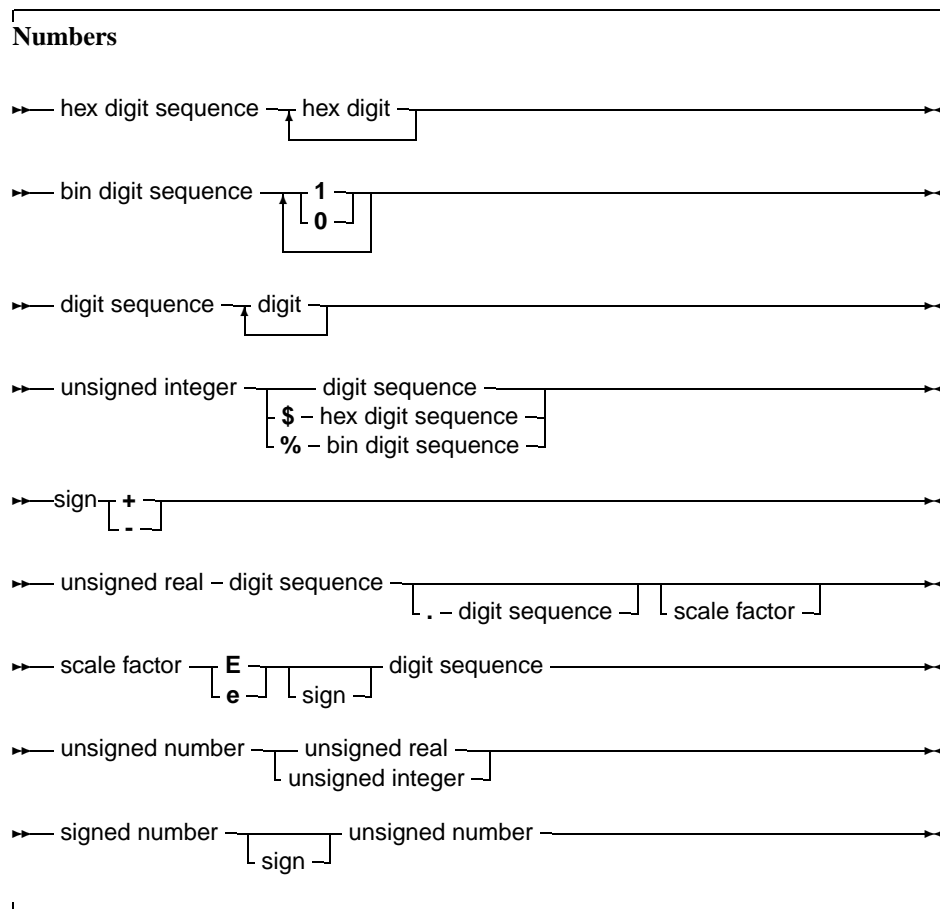 Numbers
hex digit sequence hex digit
bin digit sequence 1
0
digit sequence digit
unsigned integer digit sequence
$ hex digit sequence
% bin digit sequence
sign +
-
unsigned real digit sequence
. digit sequence scale factor
scale factor E digit sequence
e sign
unsigned number unsigned real
unsigned integer
signed number unsigned number
sign